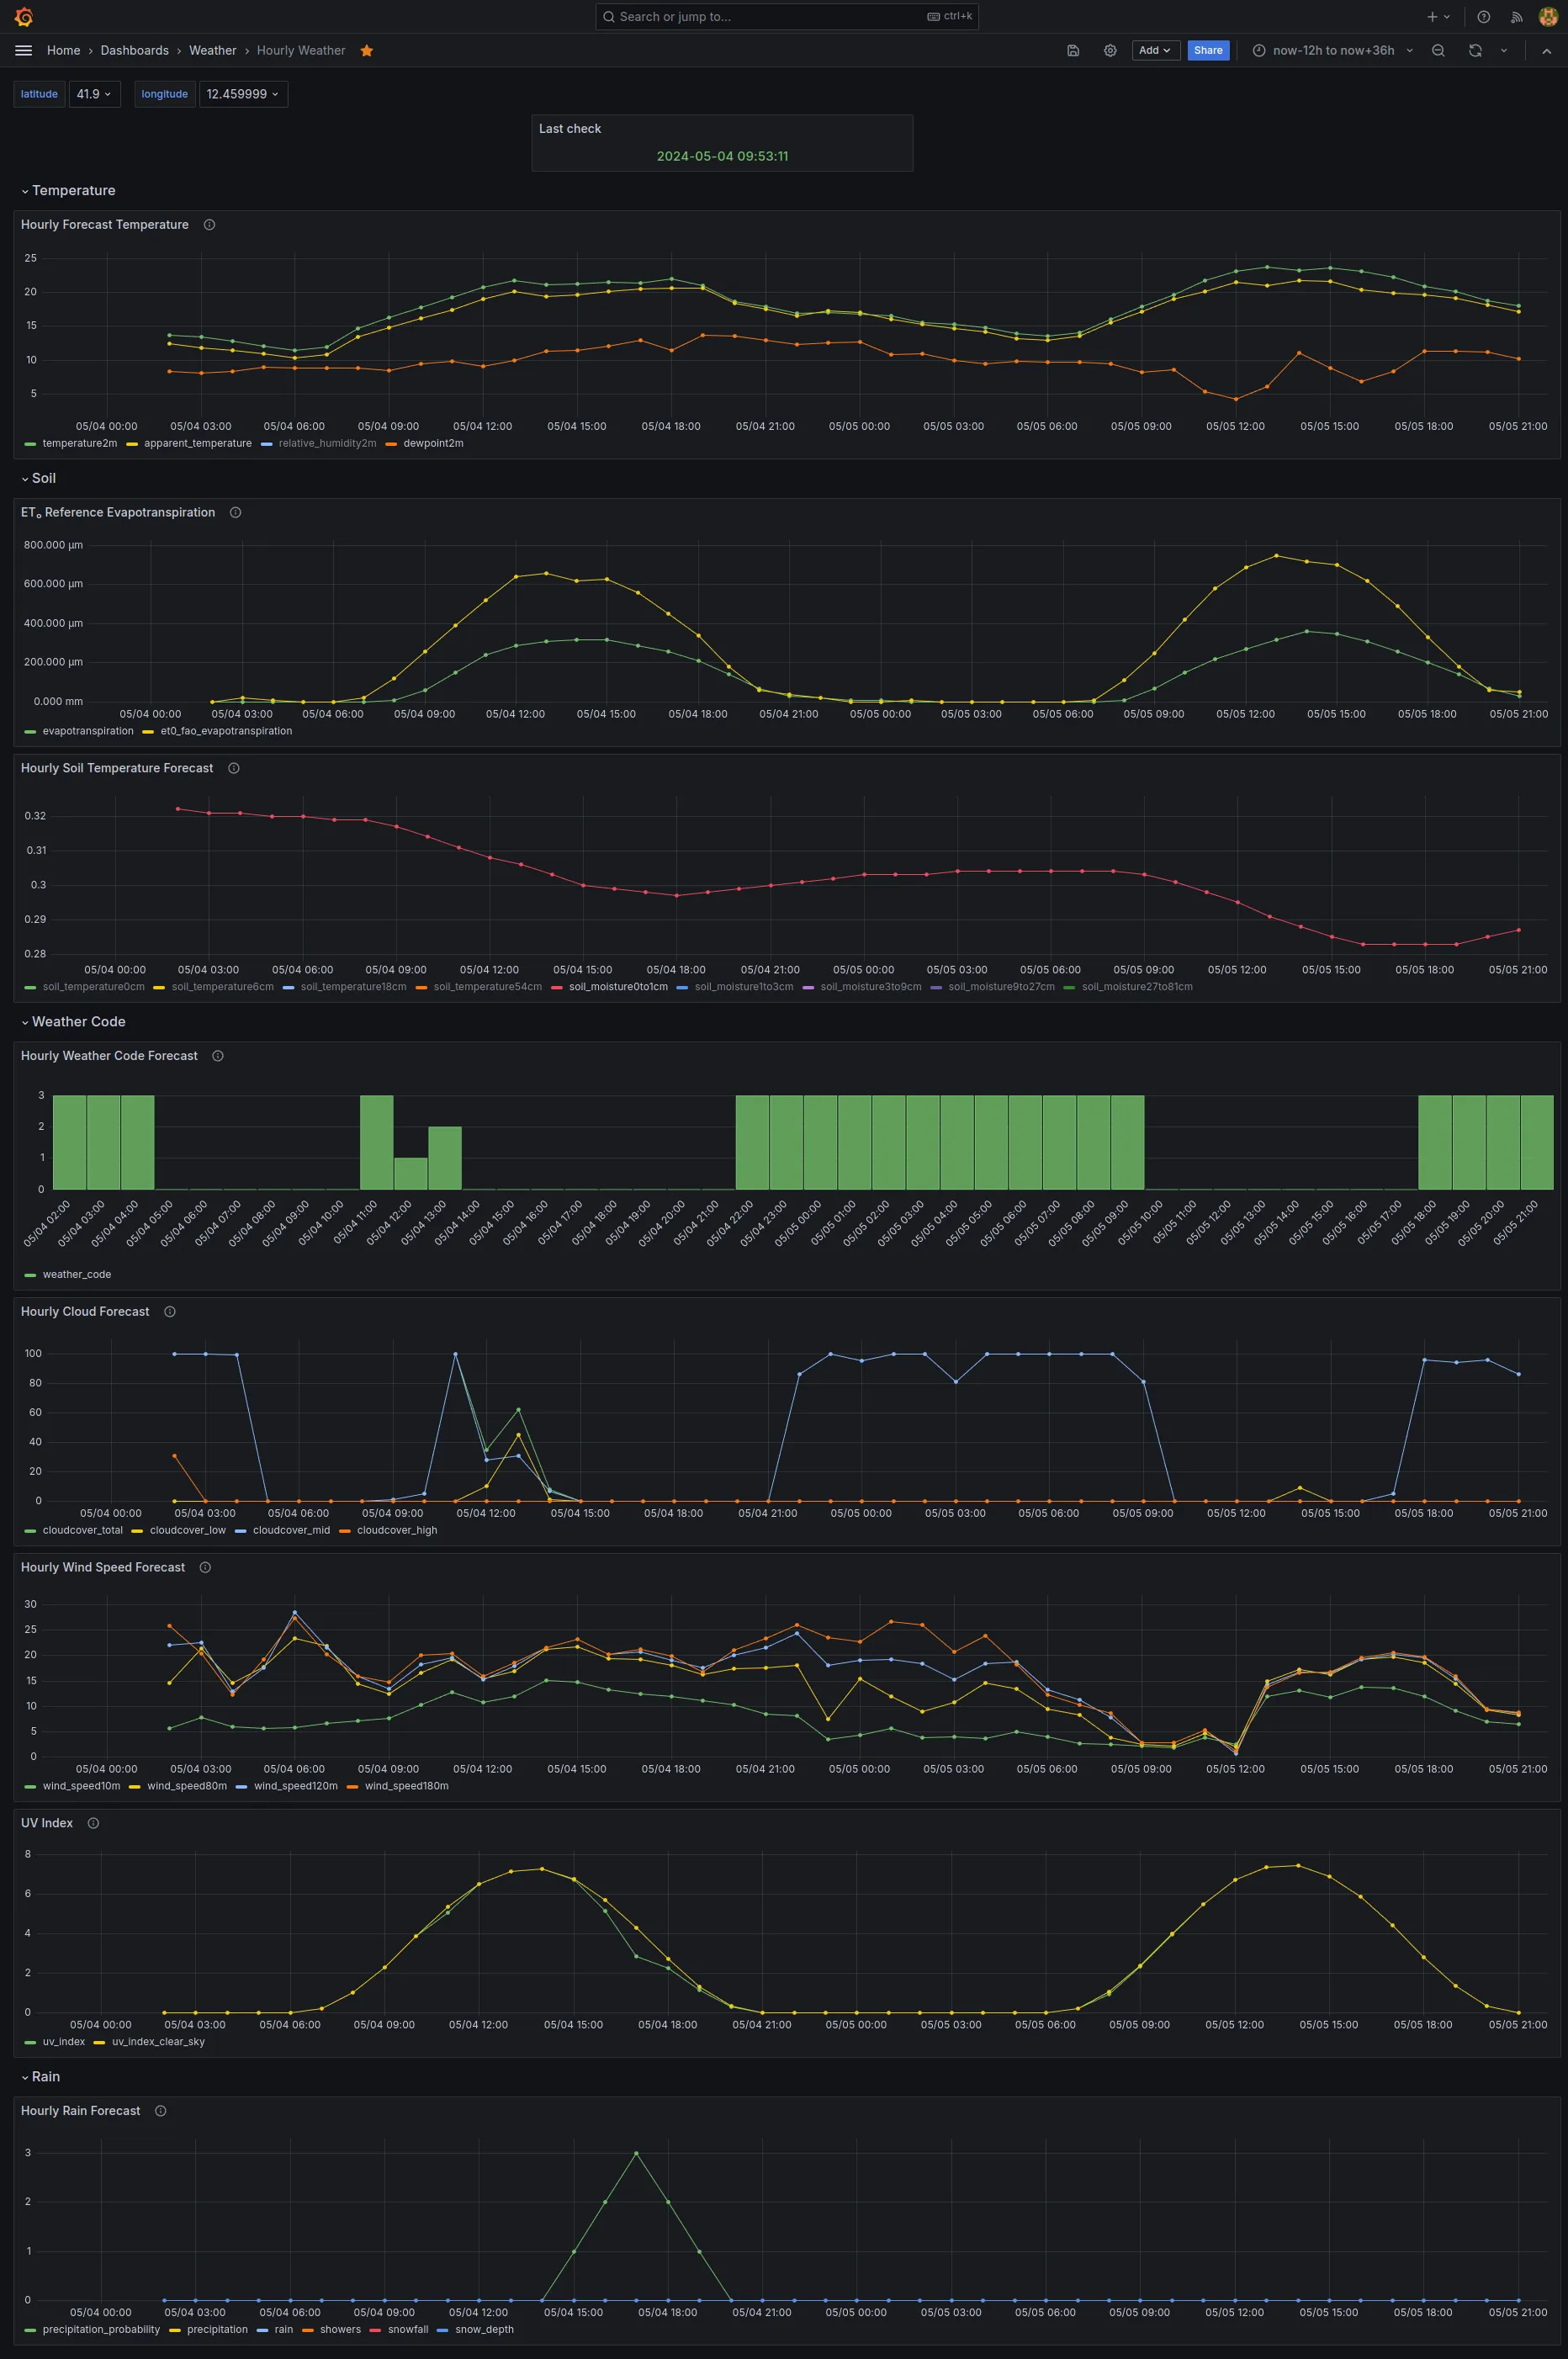 Search or jump to... ctrl+k
Home › Dashboards › Weather › Hourly Weather Add Share now-12h to now+36h
latitude 41.9 longitude 12.459999
Last check
2024-05-04 09:53:11
Temperature
Hourly Forecast Temperature
25
20
15
10
5
05/04 00:00 05/04 03:00 05/04 06:00 05/04 09:00 05/04 12:00 05/04 15:00 05/04 18:00 05/04 21:00 05/05 00:00 05/05 03:00 05/05 06:00 05/05 09:00 05/05 12:00 05/05 15:00 05/05 18:00 05/05 21:00
temperature2m apparent_temperature relative_humidity2m dewpoint2m
Soil
ETₒ Reference Evapotranspiration
800.000 µm
600.000 µm
400.000 µm
200.000 µm
0.000 mm
05/04 00:00 05/04 03:00 05/04 06:00 05/04 09:00 05/04 12:00 05/04 15:00 05/04 18:00 05/04 21:00 05/05 00:00 05/05 03:00 05/05 06:00 05/05 09:00 05/05 12:00 05/05 15:00 05/05 18:00 05/05 21:00
evapotranspiration et0_fao_evapotranspiration
Hourly Soil Temperature Forecast
0.32
0.31
0.3
0.29
0.28
05/04 00:00 05/04 03:00 05/04 06:00 05/04 09:00 05/04 12:00 05/04 15:00 05/04 18:00 05/04 21:00 05/05 00:00 05/05 03:00 05/05 06:00 05/05 09:00 05/05 12:00 05/05 15:00 05/05 18:00 05/05 21:00
soil_temperature0cm soil_temperature6cm soil_temperature18cm soil_temperature54cm soil_moisture0to1cm soil_moisture1to3cm soil_moisture3to9cm soil_moisture9to27cm soil_moisture27to81cm
Weather Code
Hourly Weather Code Forecast
3
2
1
0
05/04 02:00 05/04 03:00 05/04 04:00 05/04 05:00 05/04 06:00 05/04 07:00 05/04 08:00 05/04 09:00 05/04 10:00 05/04 11:00 05/04 12:00 05/04 13:00 05/04 14:00 05/04 15:00 05/04 16:00 05/04 17:00 05/04 18:00 05/04 19:00 05/04 20:00 05/04 21:00 05/04 22:00 05/04 23:00 05/05 00:00 05/05 01:00 05/05 02:00 05/05 03:00 05/05 04:00 05/05 05:00 05/05 06:00 05/05 07:00 05/05 08:00 05/05 09:00 05/05 10:00 05/05 11:00 05/05 12:00 05/05 13:00 05/05 14:00 05/05 15:00 05/05 16:00 05/05 17:00 05/05 18:00 05/05 19:00 05/05 20:00 05/05 21:00
weather_code
Hourly Cloud Forecast
100
80
60
40
20
0
05/04 00:00 05/04 03:00 05/04 06:00 05/04 09:00 05/04 12:00 05/04 15:00 05/04 18:00 05/04 21:00 05/05 00:00 05/05 03:00 05/05 06:00 05/05 09:00 05/05 12:00 05/05 15:00 05/05 18:00 05/05 21:00
cloudcover_total cloudcover_low cloudcover_mid cloudcover_high
Hourly Wind Speed Forecast
30
25
20
15
10
5
0
05/04 00:00 05/04 03:00 05/04 06:00 05/04 09:00 05/04 12:00 05/04 15:00 05/04 18:00 05/04 21:00 05/05 00:00 05/05 03:00 05/05 06:00 05/05 09:00 05/05 12:00 05/05 15:00 05/05 18:00 05/05 21:00
wind_speed10m wind_speed80m wind_speed120m wind_speed180m
UV Index
8
6
4
2
0
05/04 00:00 05/04 03:00 05/04 06:00 05/04 09:00 05/04 12:00 05/04 15:00 05/04 18:00 05/04 21:00 05/05 00:00 05/05 03:00 05/05 06:00 05/05 09:00 05/05 12:00 05/05 15:00 05/05 18:00 05/05 21:00
uv_index uv_index_clear_sky
Rain
Hourly Rain Forecast
3
2
1
0
05/04 00:00 05/04 03:00 05/04 06:00 05/04 09:00 05/04 12:00 05/04 15:00 05/04 18:00 05/04 21:00 05/05 00:00 05/05 03:00 05/05 06:00 05/05 09:00 05/05 12:00 05/05 15:00 05/05 18:00 05/05 21:00
precipitation_probability precipitation rain showers snowfall snow_depth